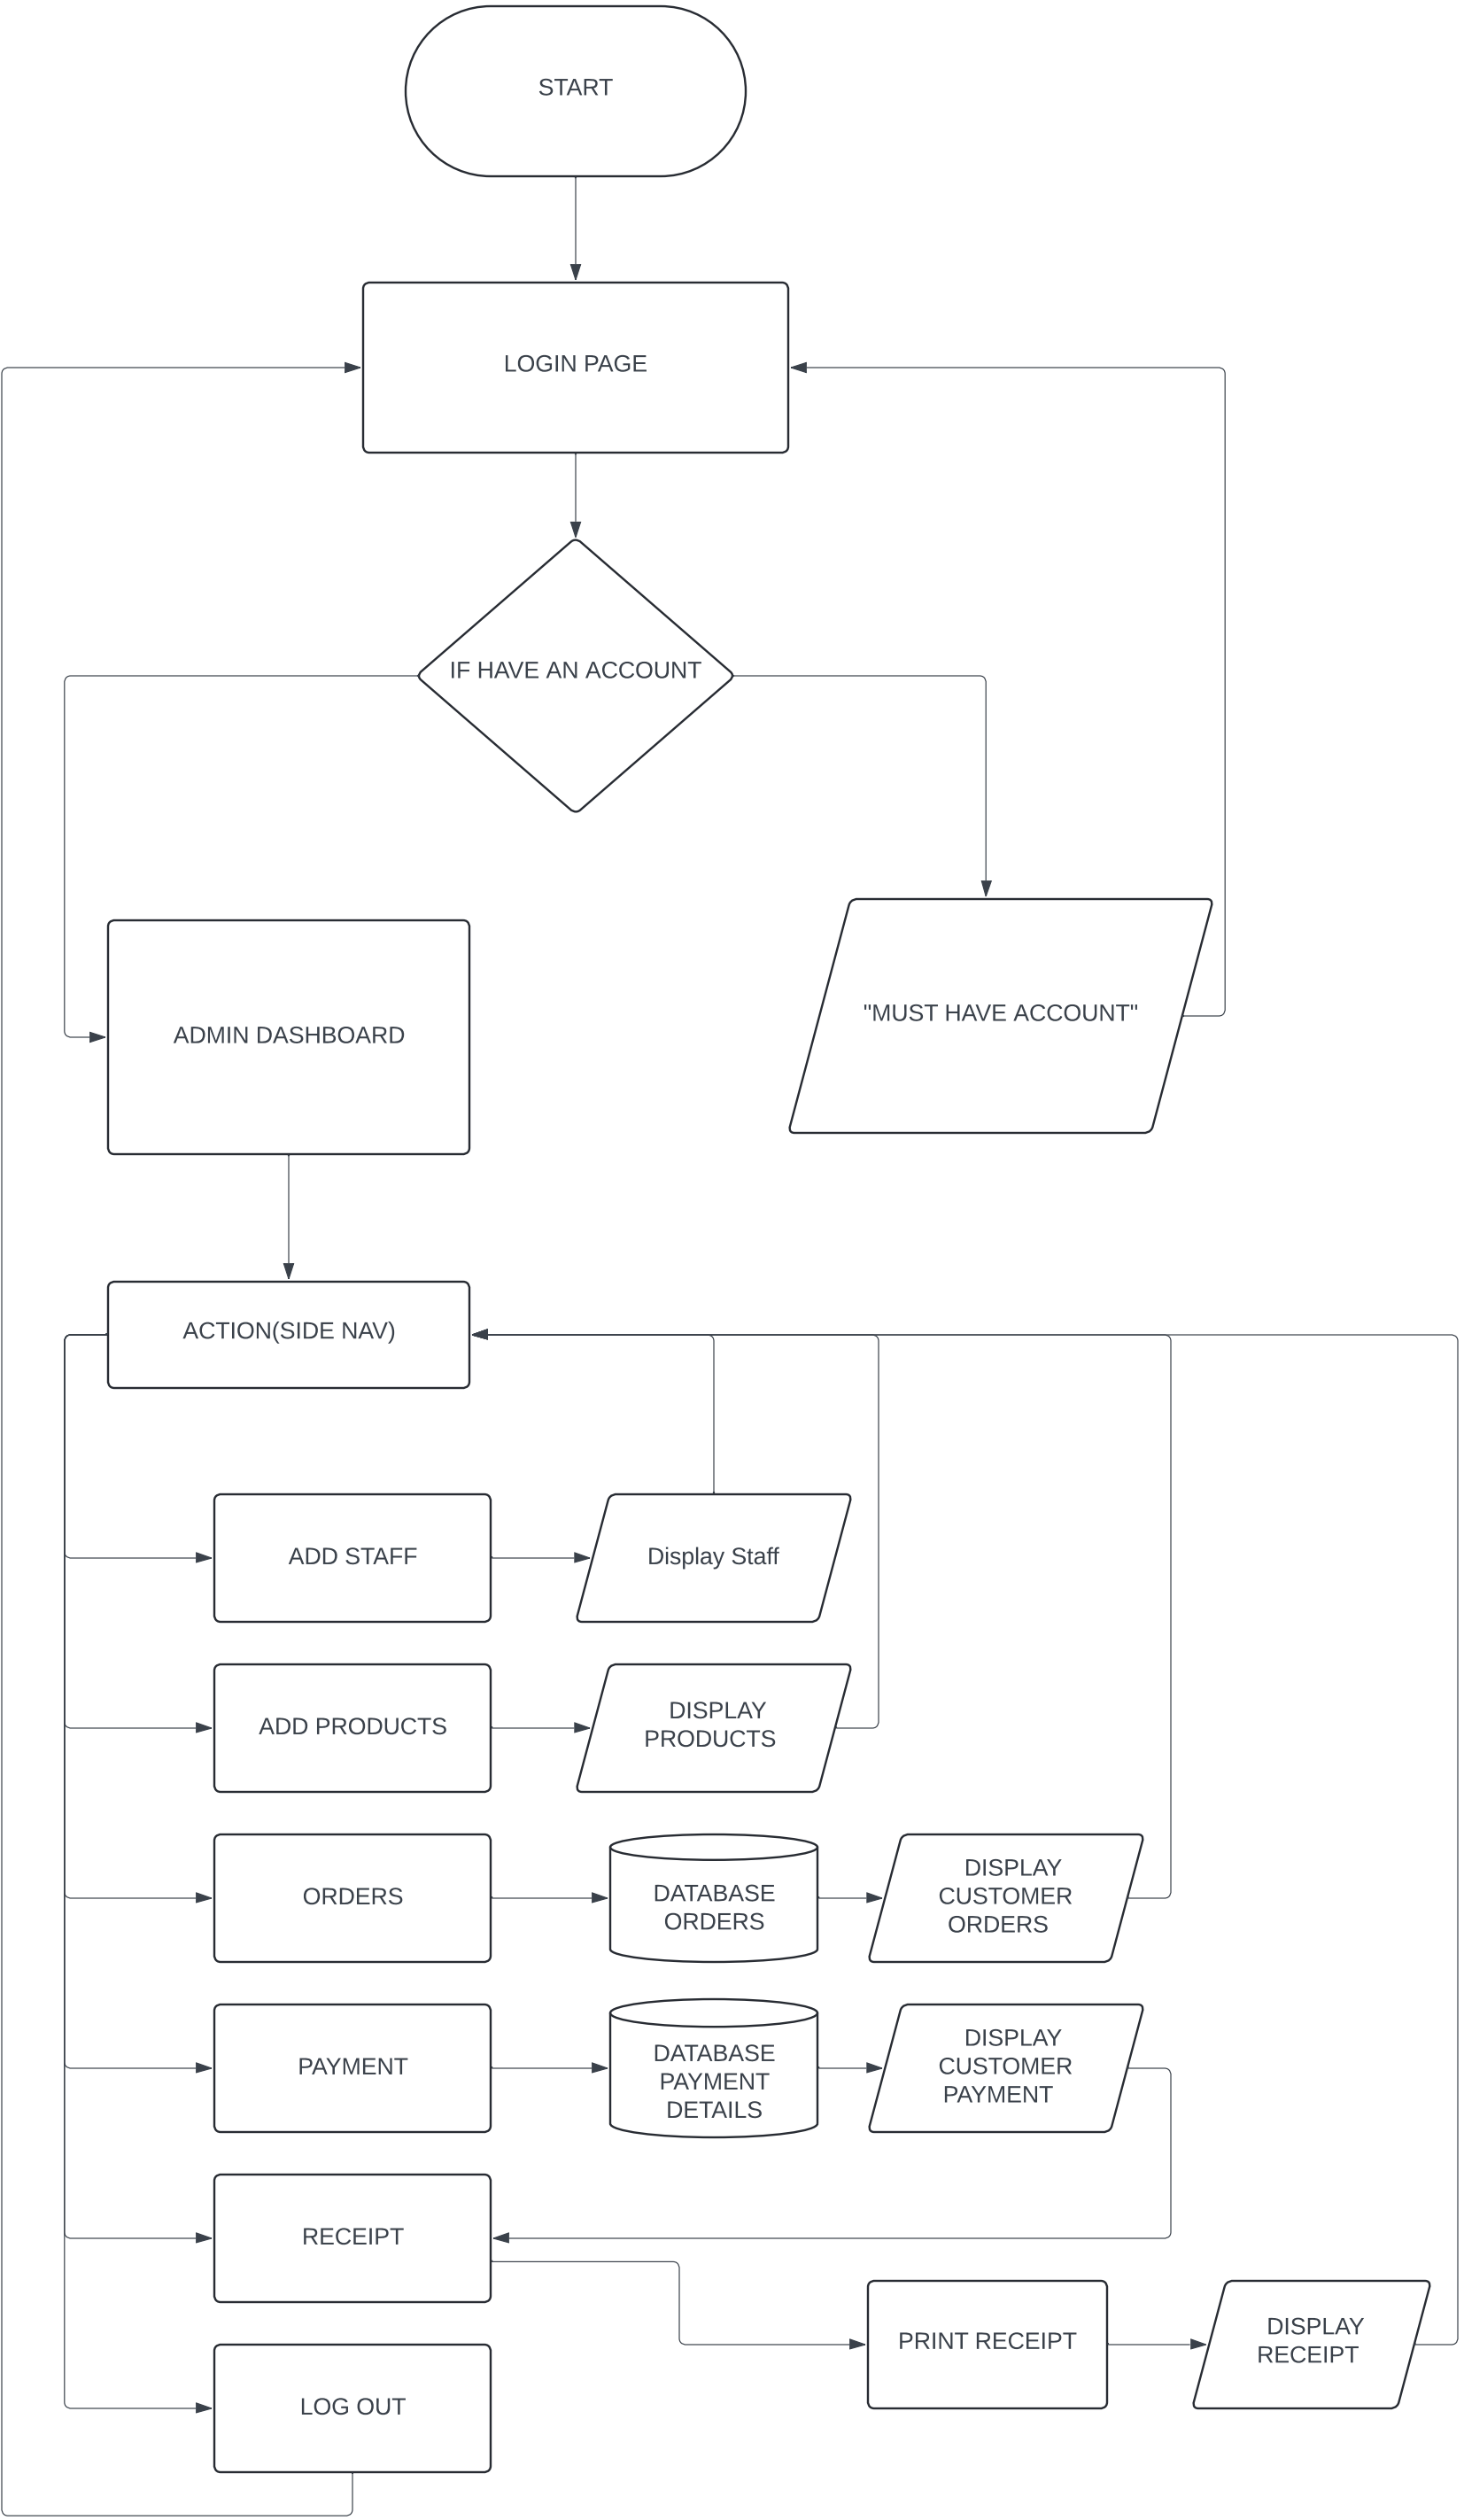 START
LOGIN PAGE
IF HAVE AN ACCOUNT
"MUST HAVE ACCOUNT"
ADMIN DASHBOARD
ACTION(SIDE NAV)
ADD STAFF
Display Staff
ADD PRODUCTS
DISPLAY
PRODUCTS
ORDERS
DATABASE
ORDERS
DISPLAY
CUSTOMER
ORDERS
PAYMENT
DATABASE
PAYMENT
DETAILS
DISPLAY
CUSTOMER
PAYMENT
RECEIPT
PRINT RECEIPT
DISPLAY
RECEIPT
LOG OUT